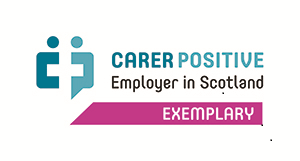 CARER POSITIVE
Employer in Scotland
EXEMPLARY